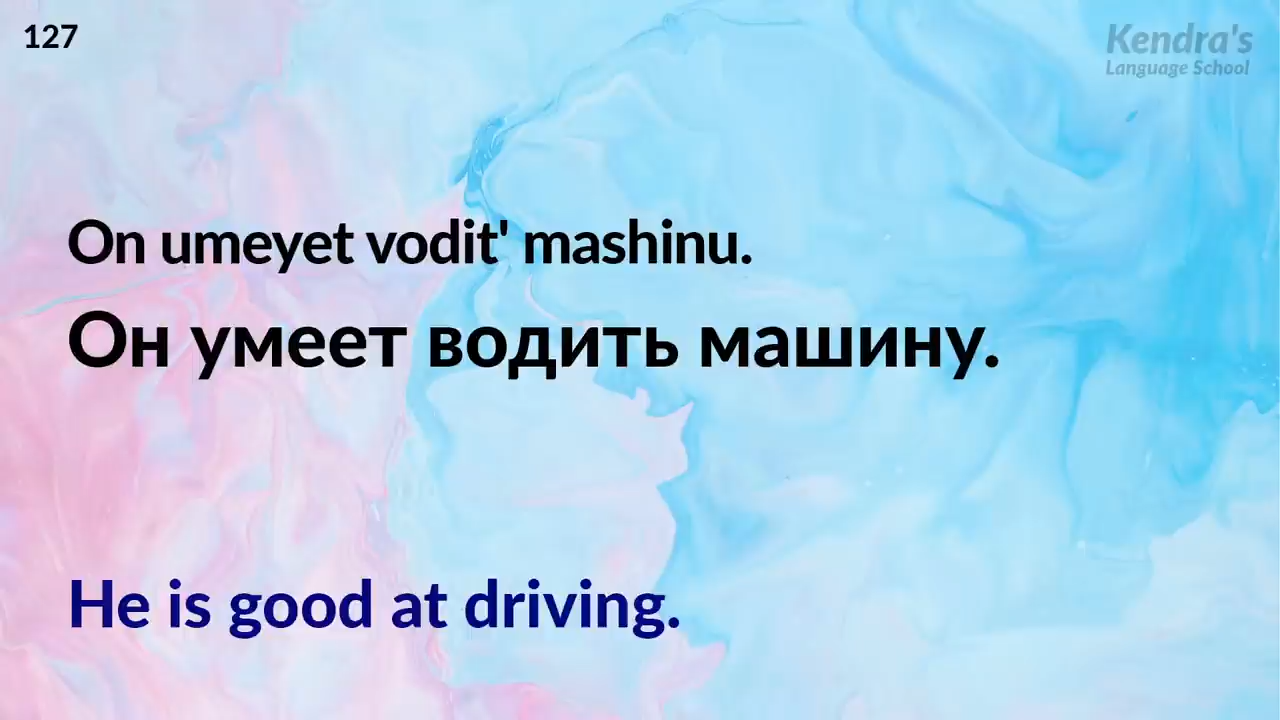 127
Kendra's
Language School
On umeyet vodit' mashinu.
Он умеет водить машину.
He is good at driving.